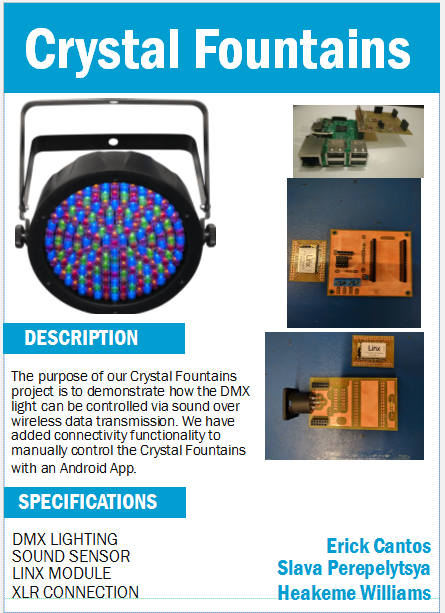 Crystal Fountains
Linx
Linx
DESCRIPTION
The purpose of our Crystal Fountains
project is to demonstrate how the DMX
light can be controlled via sound over
wireless data transmission. We have
added connectivity functionality to
manually control the Crystal Fountains
with an Android App.
SPECIFICATIONS
DMX LIGHTING
SOUND SENSOR
LINX MODULE
XLR CONNECTION
Erick Cantos
Slava Perepelytsya
Heakeme Williams